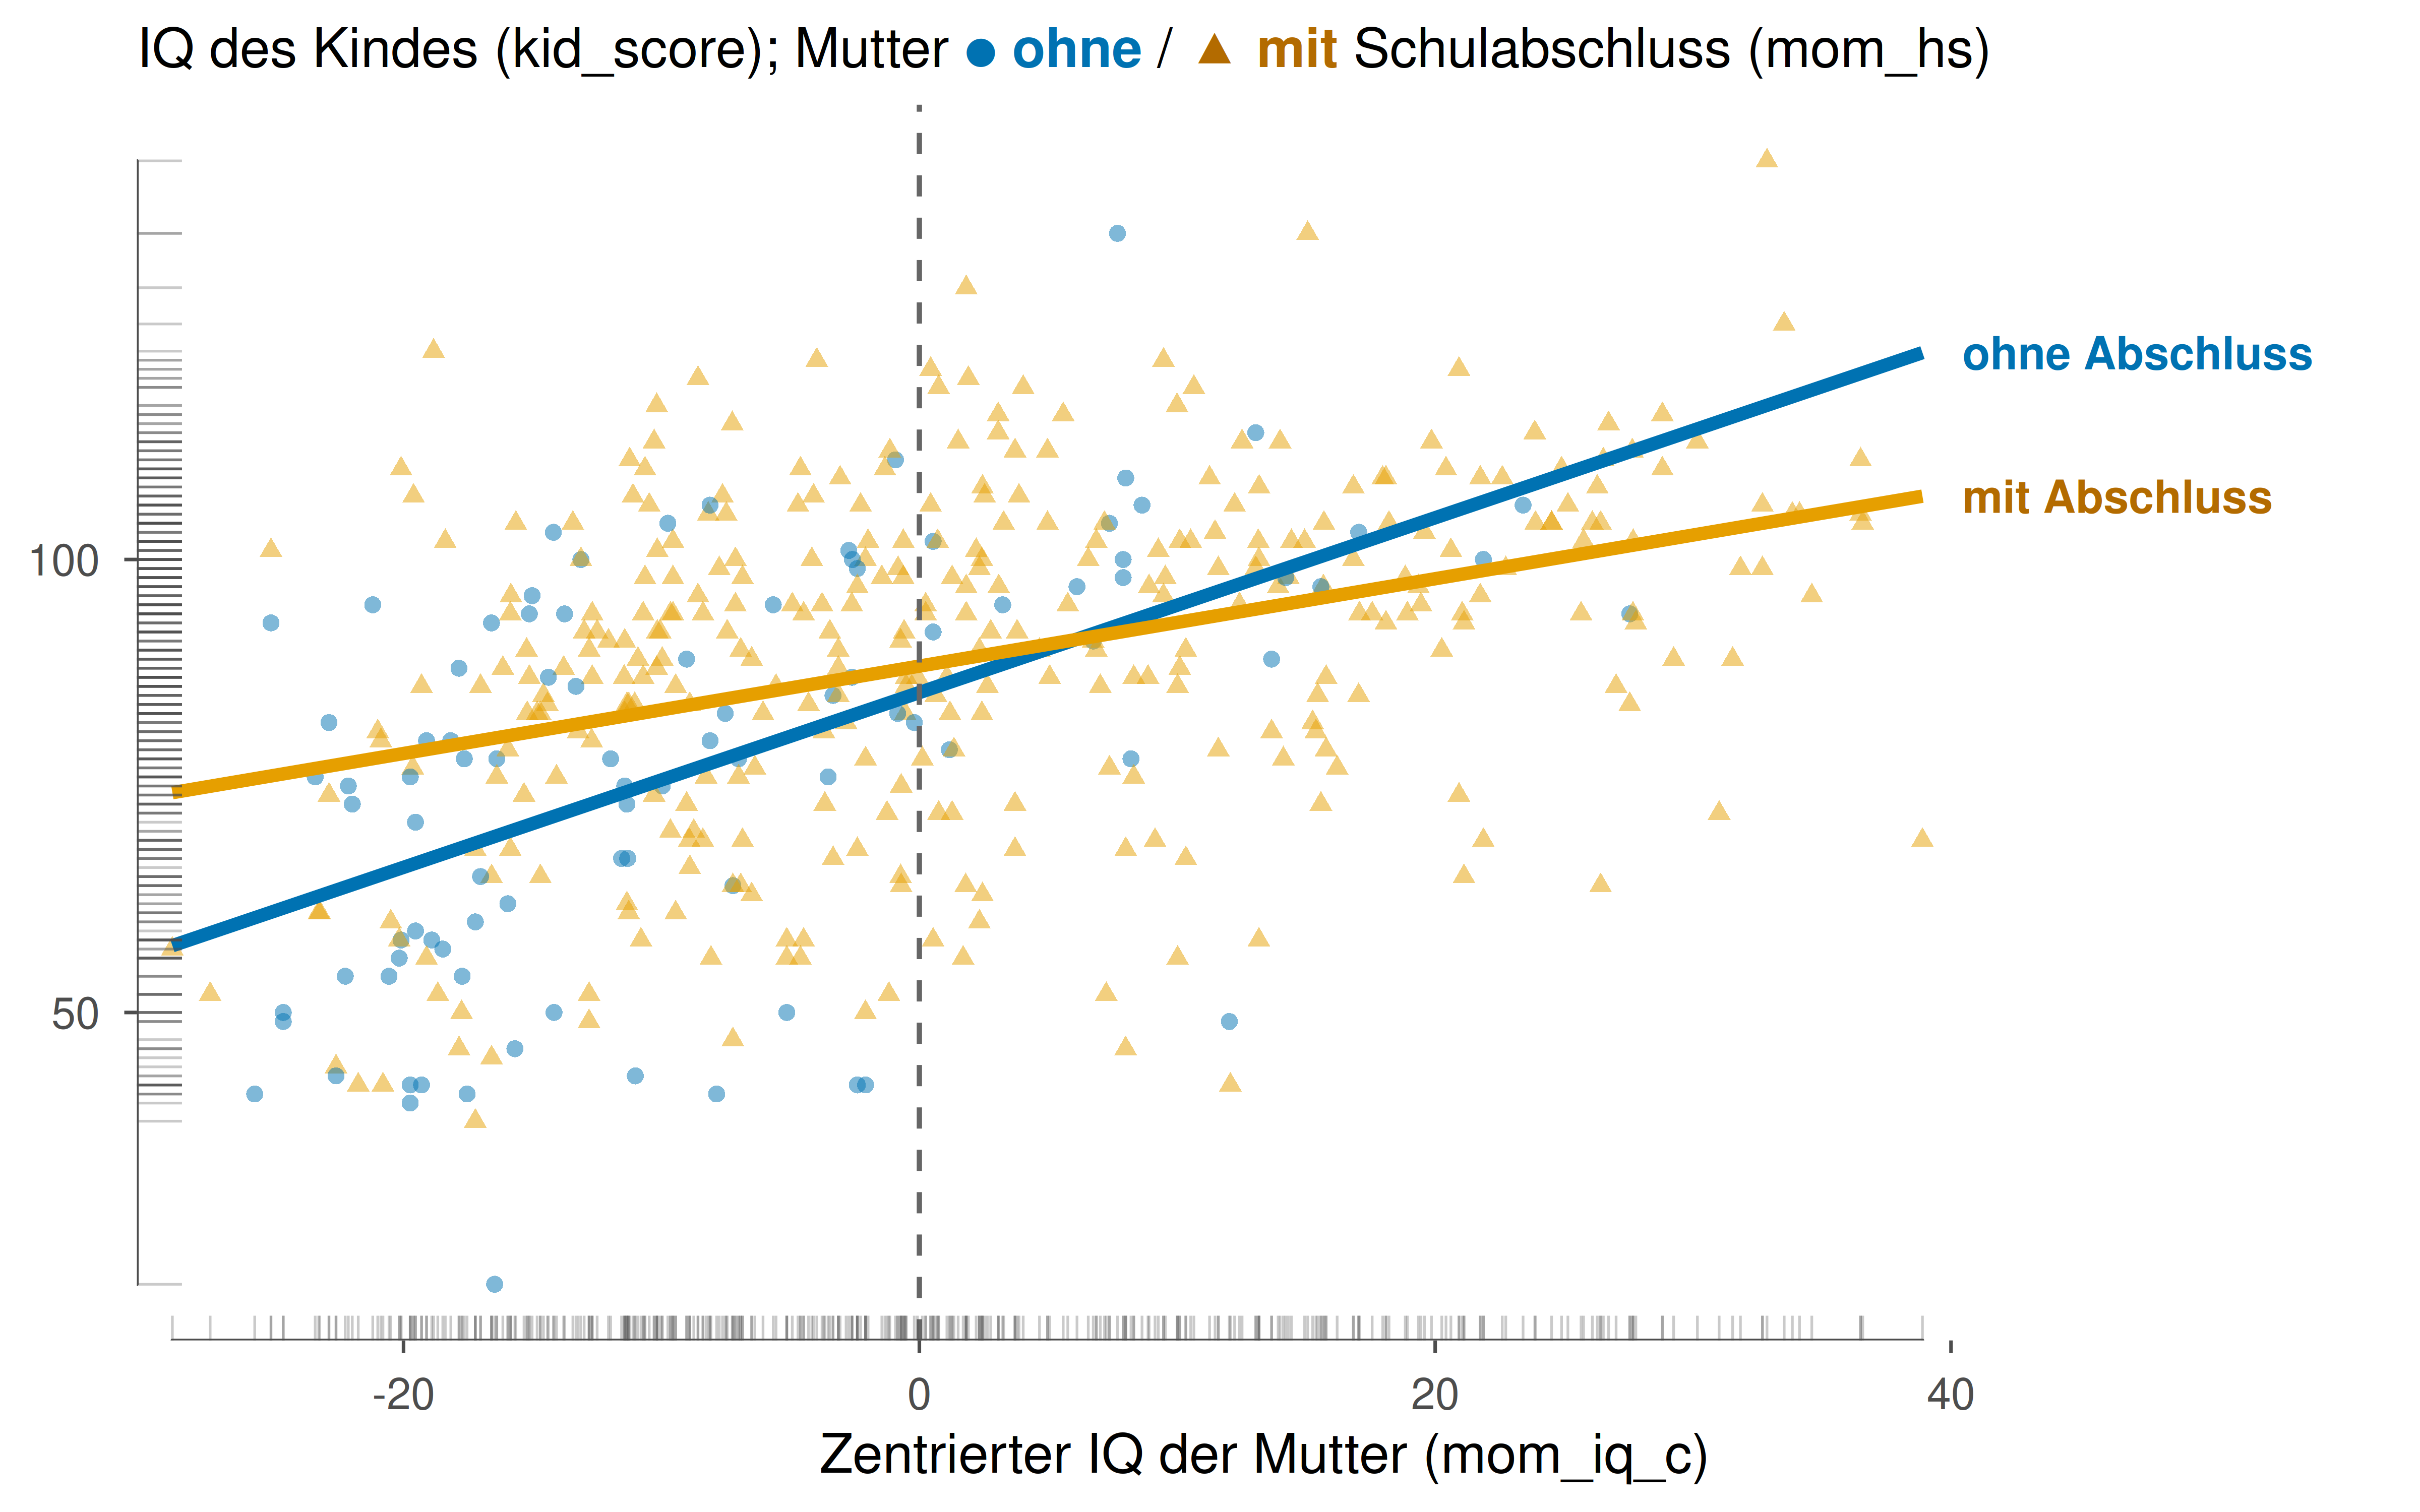 IQ des Kindes (kid_score); Mutter ● ohne / ▲ mit Schulabschluss (mom_hs)
ohne Abschluss
mit Abschluss
100
50
-20 0 20 40
Zentrierter IQ der Mutter (mom_iq_c)